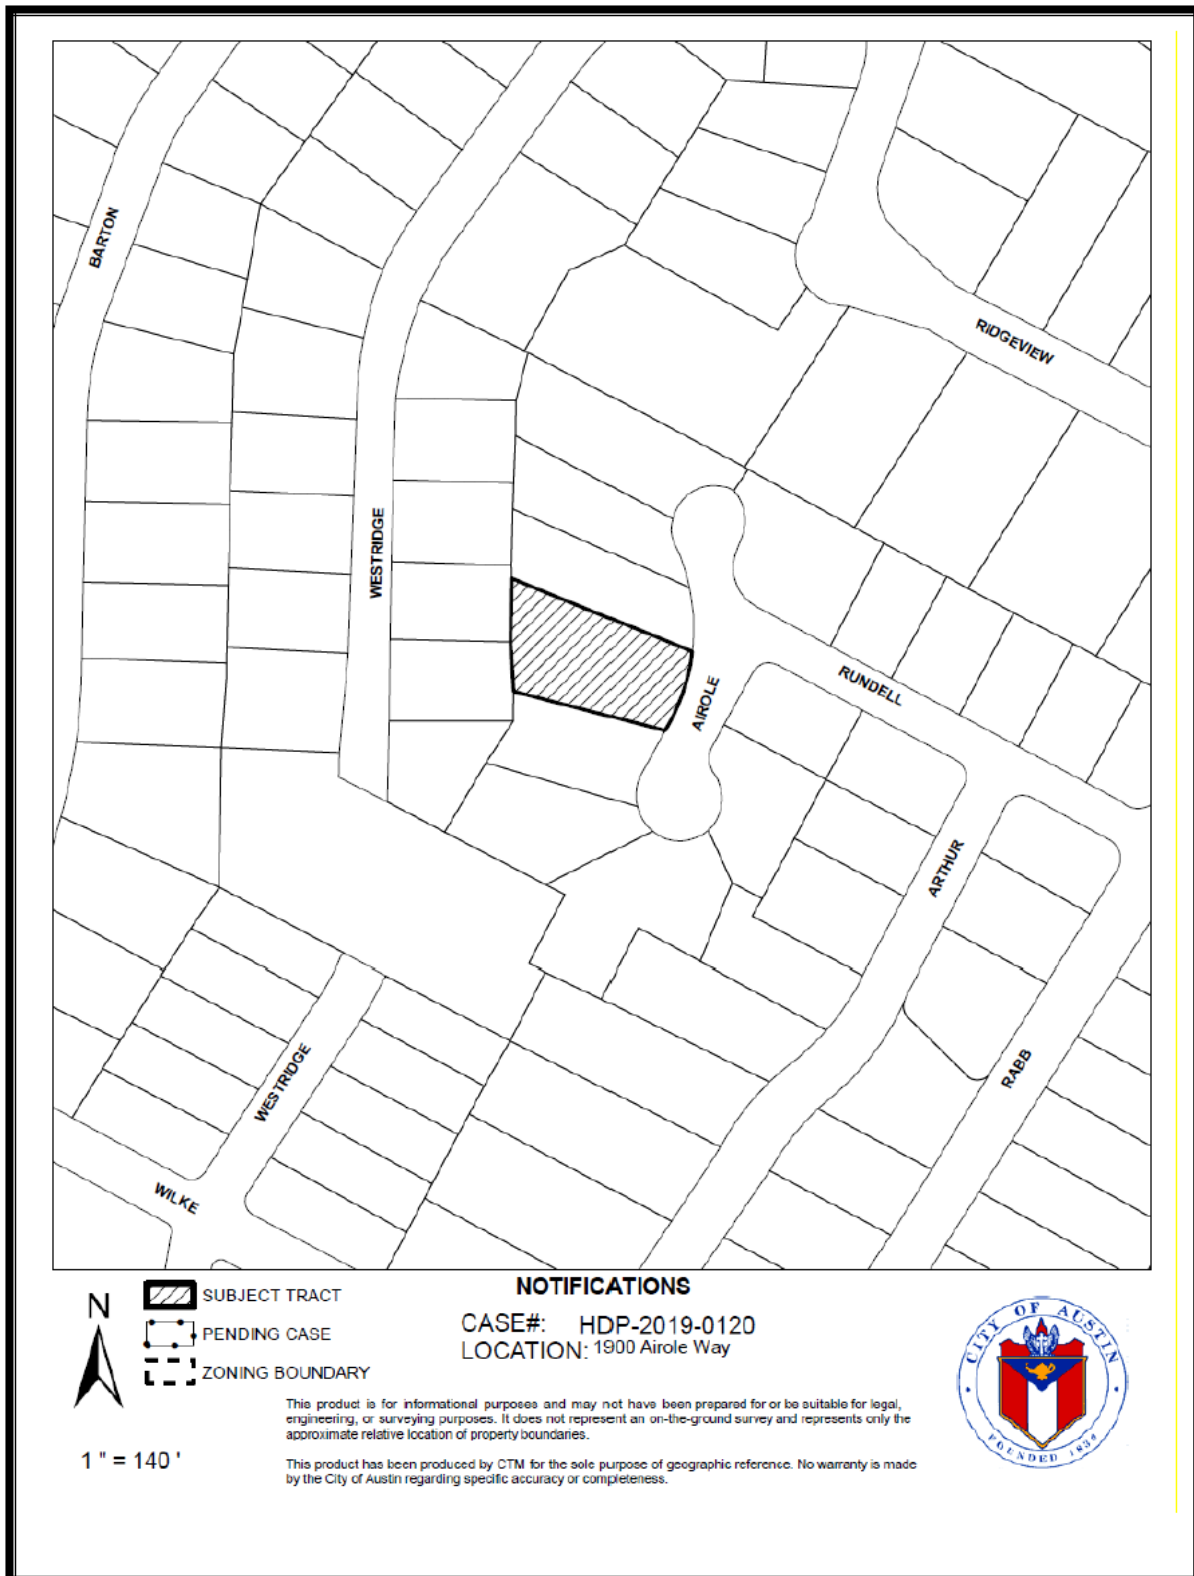 BARTON
RIDGEVIEW
WESTRIDGE
RUNDELL
AIROLE
ARTHUR
RABB
WESTRIDGE
WILKE
NOTIFICATIONS
N
SUBJECT TRACT
PENDING CASE
ZONING BOUNDARY
CASE#: HDP-2019-0120
LOCATION: 1900 Airole Way
This product is for informational purposes and may not have been prepared for or be suitable for legal,
engineering, or surveying purposes. It does not represent an on-the-ground survey and represents only the
approximate relative location of property boundaries.
1 " = 140 '
This product has been produced by CTM for the sole purpose of geographic reference. No warranty is made
by the City of Austin regarding specific accuracy or completeness.
CITY OF AUSTIN
FOUNDED 1839